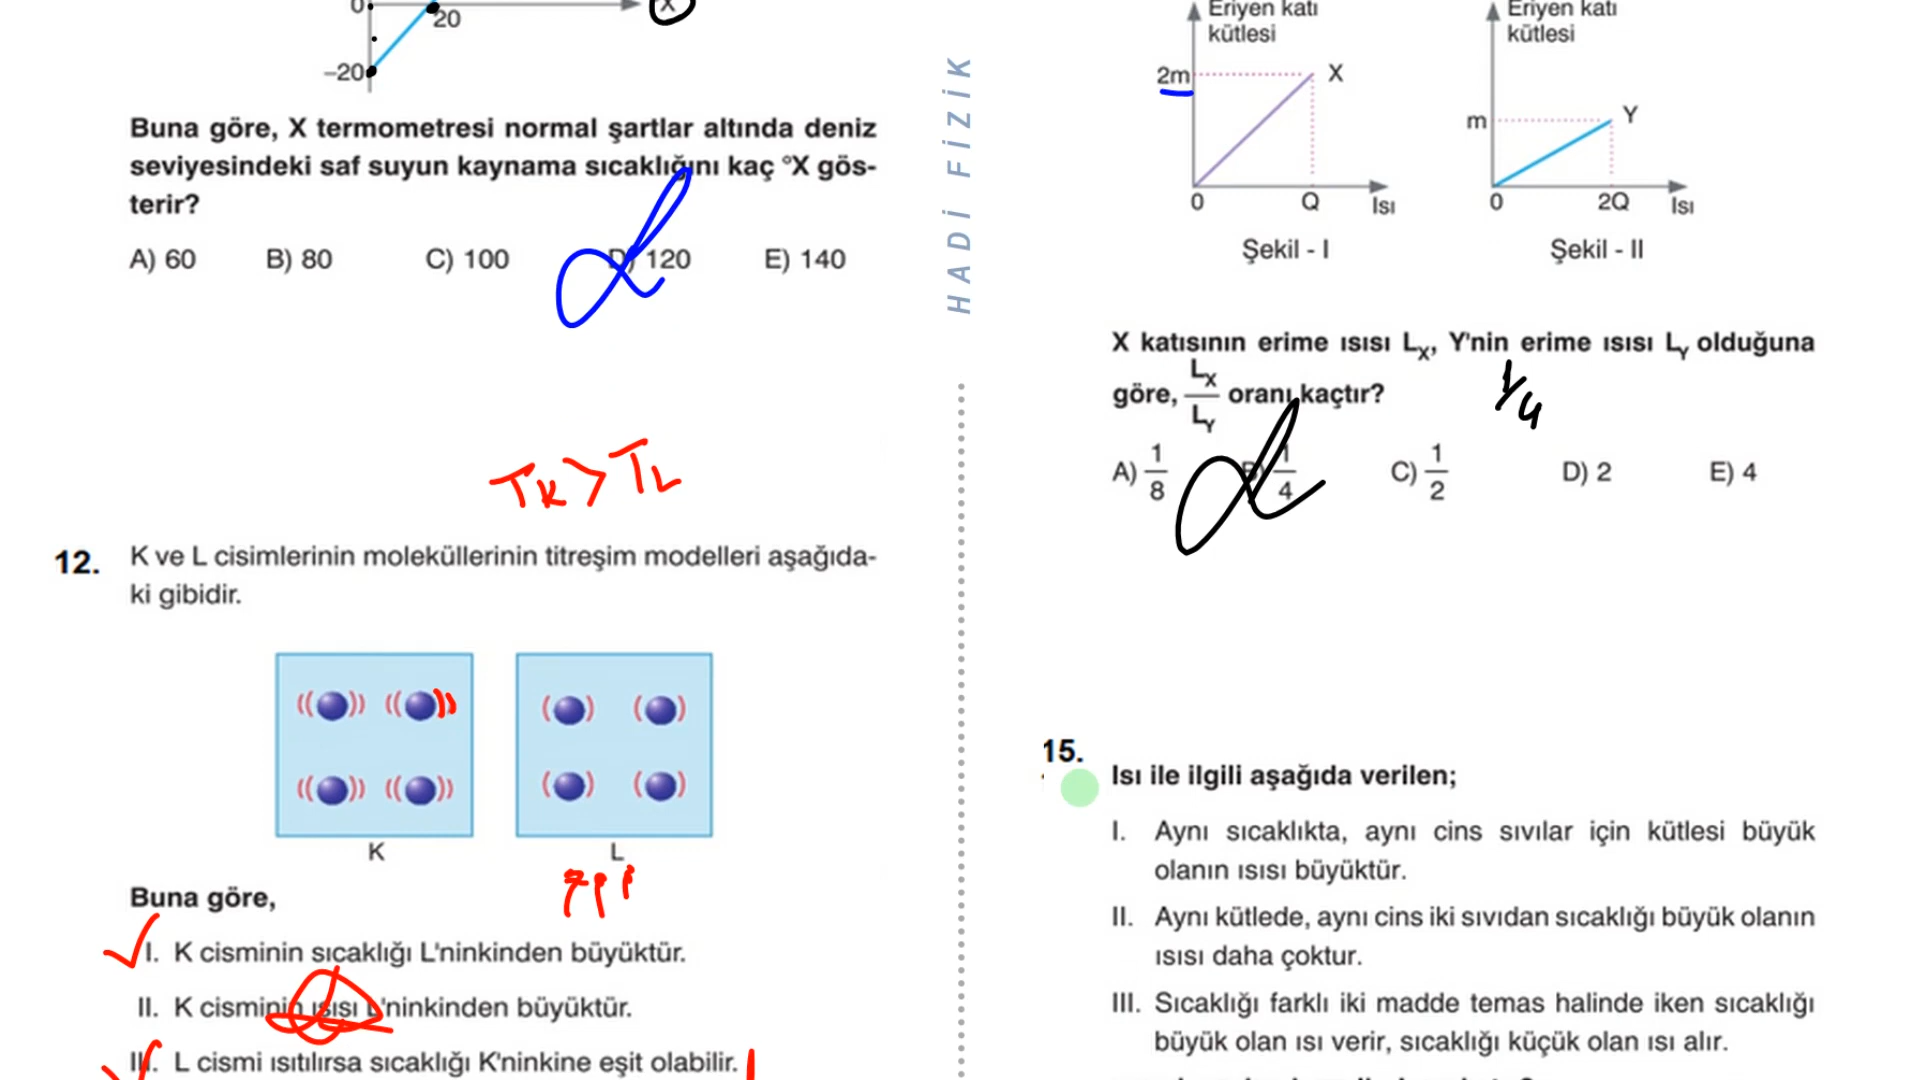 0
20
X
-20
Buna göre, X termometresi normal şartlar altında deniz
seviyesindeki saf suyun kaynama sıcaklığını kaç °X gös-
terir?
A) 60 B) 80 C) 100 D) 120 E) 140
TK > TL
12. K ve L cisimlerinin moleküllerinin titreşim modelleri aşağıda-
ki gibidir.
K L
Buna göre,
I. K cisminin sıcaklığı L'ninkinden büyüktür.
II. K cisminin ısısı L'ninkinden büyüktür.
III. L cismi ısıtılırsa sıcaklığı K'ninkine eşit olabilir.
HADİ FİZİK
Eriyen katı
kütlesi
2m
X
0 Q Isı
Şekil - I
Eriyen katı
kütlesi
m
Y
0 2Q Isı
Şekil - II
X katısının erime ısısı LX, Y'nin erime ısısı LY olduğuna
göre, LX/LY oranı kaçtır?
1/4
A) 1/8 B) 1/4 C) 1/2 D) 2 E) 4
15.
Isı ile ilgili aşağıda verilen;
I. Aynı sıcaklıkta, aynı cins sıvılar için kütlesi büyük
olanın ısısı büyüktür.
II. Aynı kütlede, aynı cins iki sıvıdan sıcaklığı büyük olanın
ısısı daha çoktur.
III. Sıcaklığı farklı iki madde temas halinde iken sıcaklığı
büyük olan ısı verir, sıcaklığı küçük olan ısı alır.